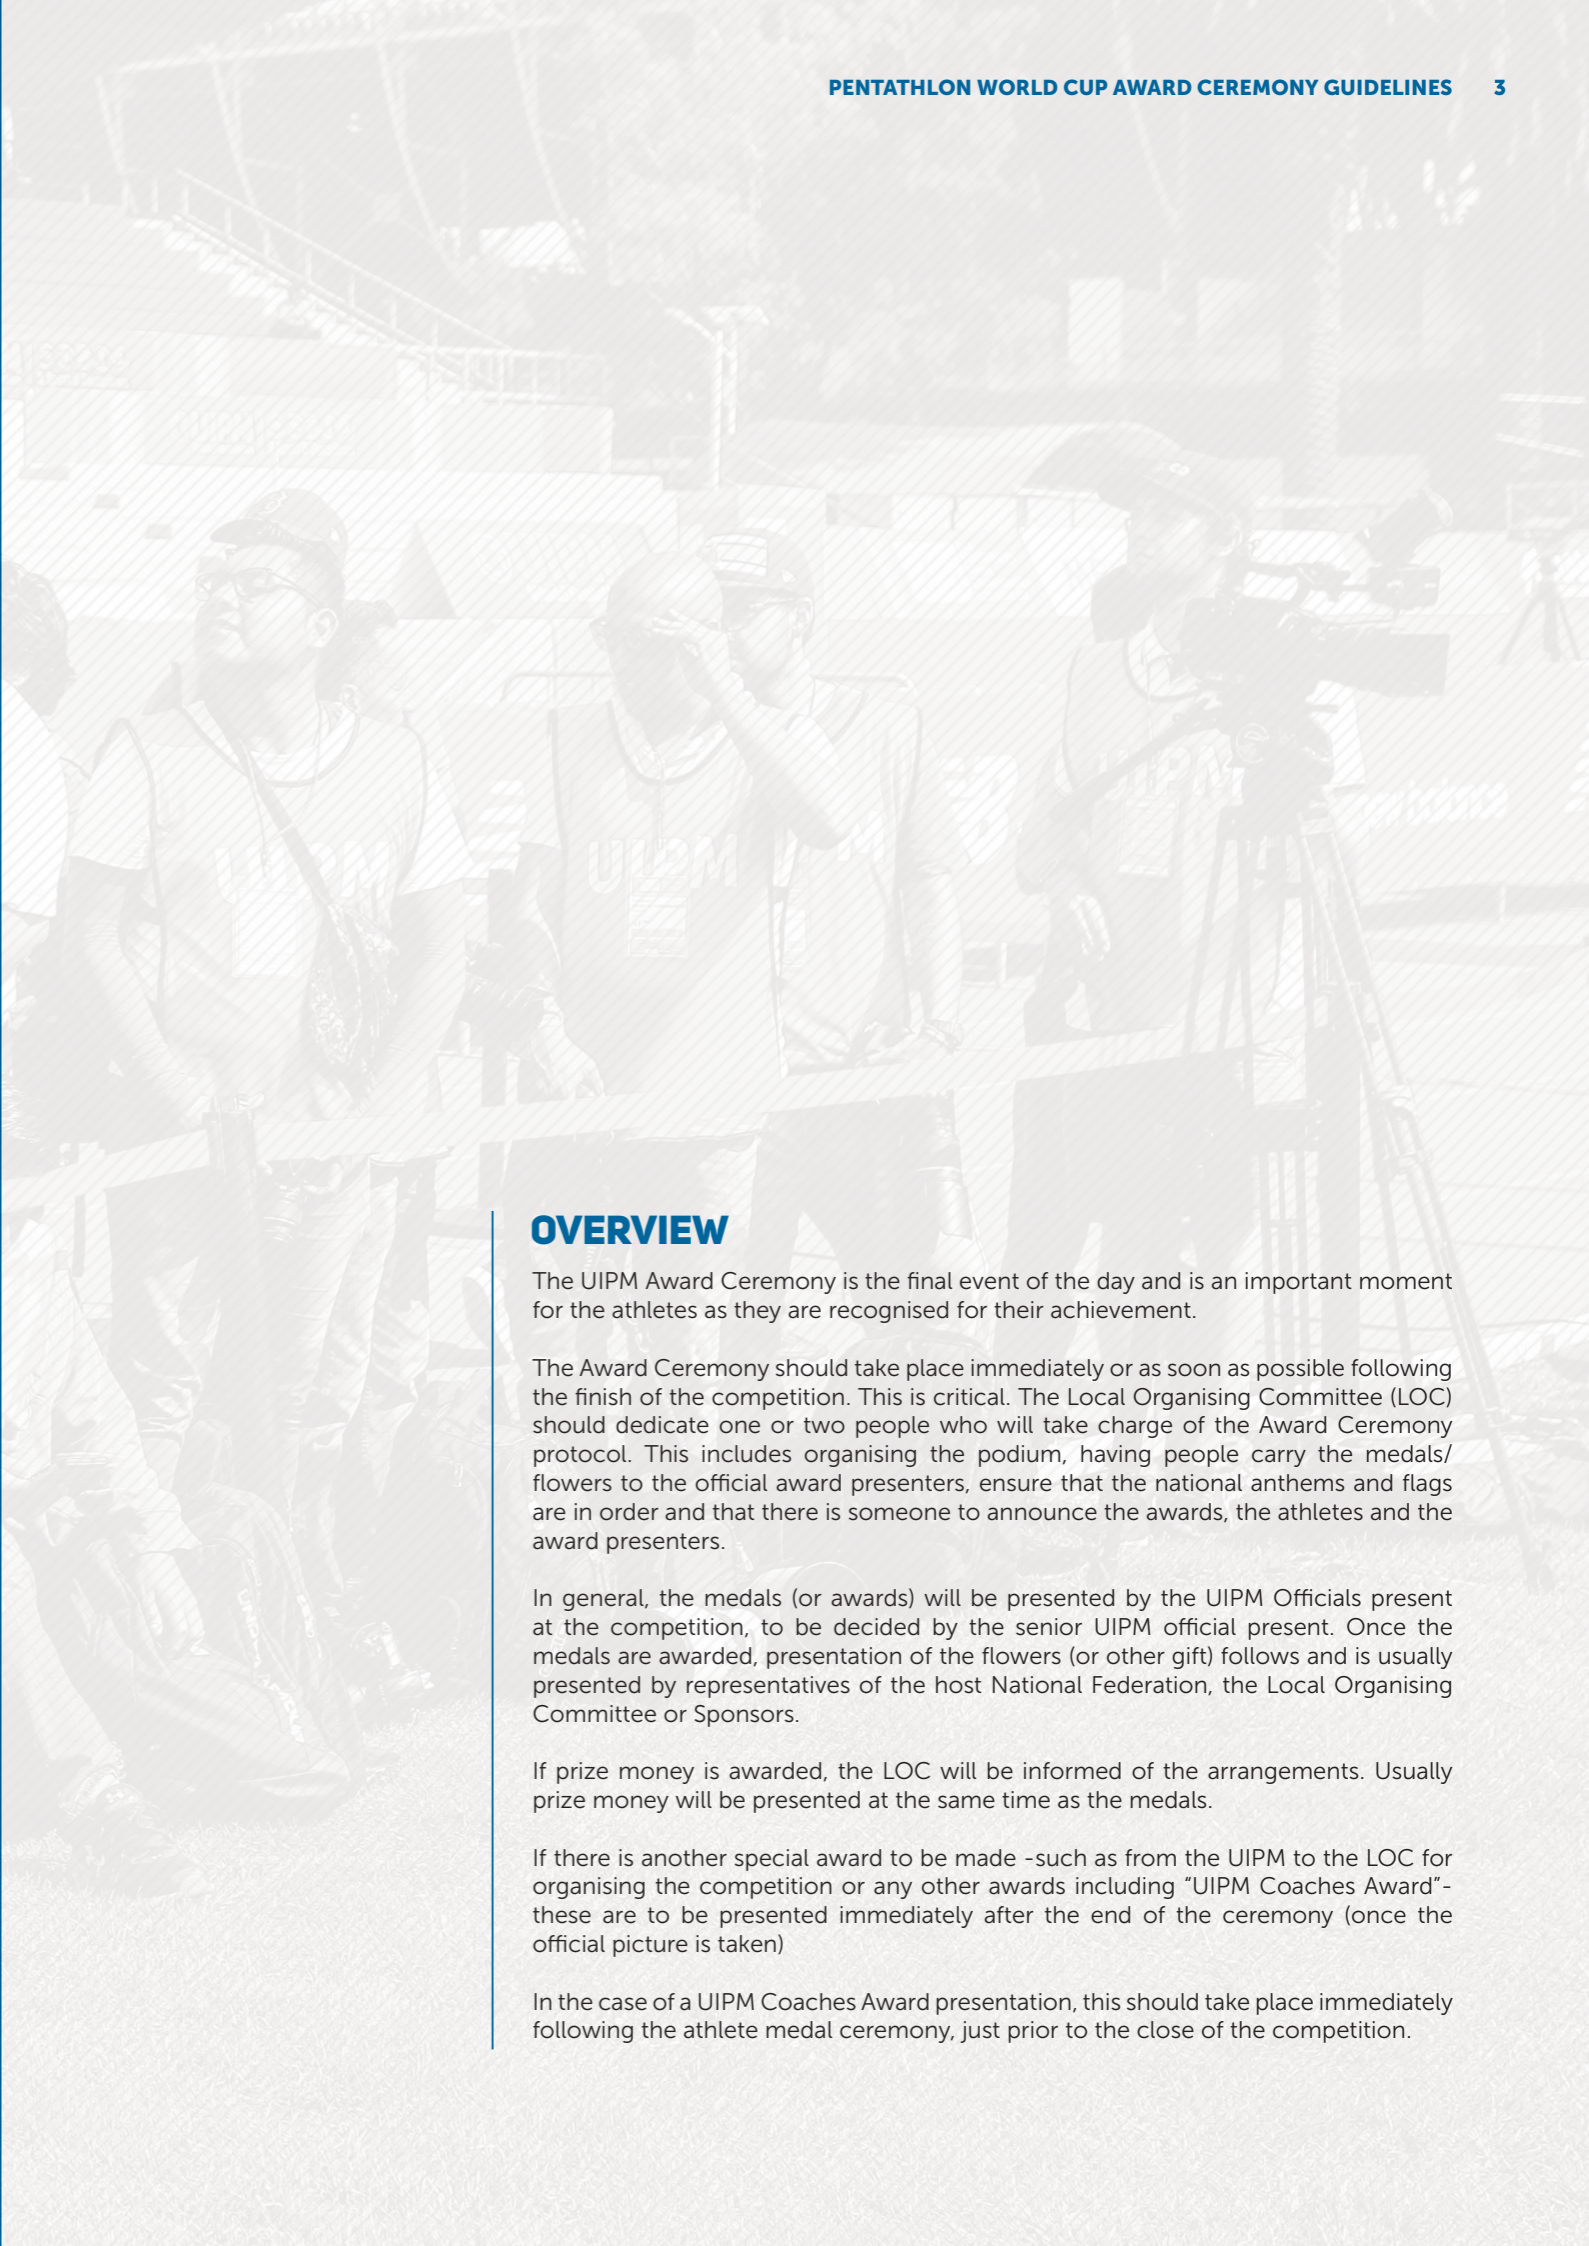 PENTATHLON WORLD CUP AWARD CEREMONY GUIDELINES 3
UIPM
UIPM
UIPM
OVERVIEW
The UIPM Award Ceremony is the final event of the day and is an important moment
for the athletes as they are recognised for their achievement.
The Award Ceremony should take place immediately or as soon as possible following
the finish of the competition. This is critical. The Local Organising Committee (LOC)
should dedicate one or two people who will take charge of the Award Ceremony
protocol. This includes organising the podium, having people carry the medals/
flowers to the official award presenters, ensure that the national anthems and flags
are in order and that there is someone to announce the awards, the athletes and the
award presenters.
In general, the medals (or awards) will be presented by the UIPM Officials present
at the competition, to be decided by the senior UIPM official present. Once the
medals are awarded, presentation of the flowers (or other gift) follows and is usually
presented by representatives of the host National Federation, the Local Organising
Committee or Sponsors.
If prize money is awarded, the LOC will be informed of the arrangements. Usually
prize money will be presented at the same time as the medals.
If there is another special award to be made -such as from the UIPM to the LOC for
organising the competition or any other awards including “UIPM Coaches Award”-
these are to be presented immediately after the end of the ceremony (once the
official picture is taken)
In the case of a UIPM Coaches Award presentation, this should take place immediately
following the athlete medal ceremony, just prior to the close of the competition.